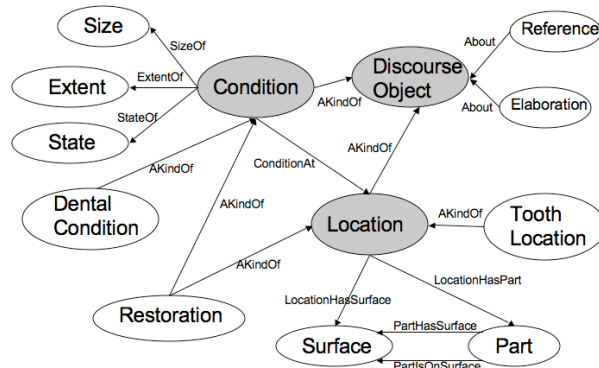 Size
SizeOf
Extent
ExtentOf
State
StateOf
Condition
AKindOf
Discourse
Object
About
Reference
About
Elaboration
AKindOf
Dental
Condition
ConditionAt
AKindOf
AKindOf
Location
AKindOf
Tooth
Location
AKindOf
Restoration
LocationHasSurface
LocationHasPart
Surface
PartHasSurface
PartIsOnSurface
Part